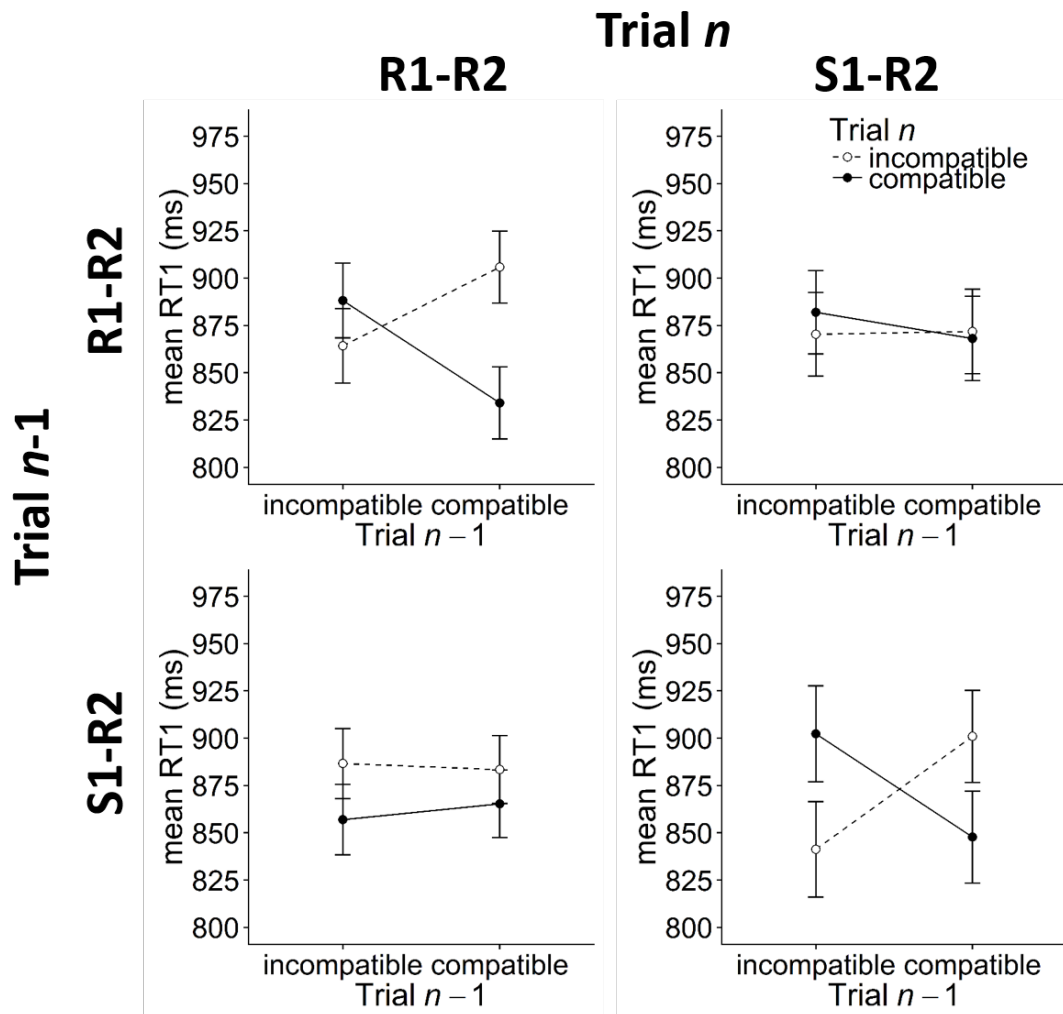 Trial n
R1-R2
S1-R2
Trial n-1
R1-R2
mean RT1 (ms)
975
950
925
900
875
850
825
800
incompatible compatible
Trial n – 1
mean RT1 (ms)
975
950
925
900
875
850
825
800
Trial n
incompatible
compatible
incompatible compatible
Trial n – 1
S1-R2
mean RT1 (ms)
975
950
925
900
875
850
825
800
incompatible compatible
Trial n – 1
mean RT1 (ms)
975
950
925
900
875
850
825
800
incompatible compatible
Trial n – 1